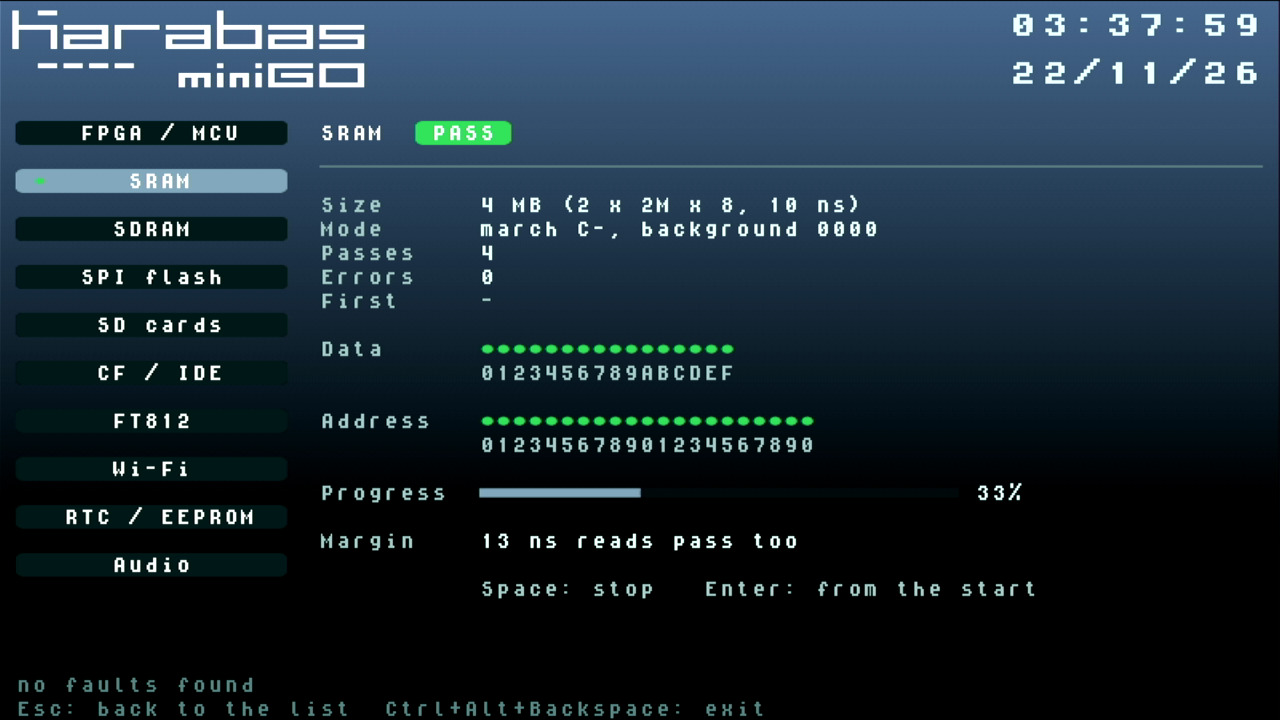 karabas
miniGO
03:37:59
22/11/26
FPGA / MCU
SRAM
SDRAM
SPI flash
SD cards
CF / IDE
FT812
Wi-Fi
RTC / EEPROM
Audio
SRAM PASS
Size 4 MB (2 x 2M x 8, 10 ns)
Mode march C-, background 0000
Passes 4
Errors 0
First -
Data
0123456789ABCDEF
Address
012345678901234567890
Progress 33%
Margin 13 ns reads pass too
Space: stop Enter: from the start
no faults found
Esc: back to the list Ctrl+Alt+Backspace: exit